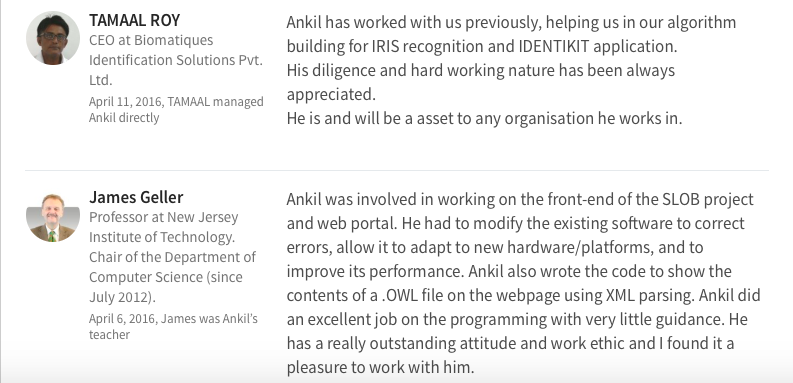 TAMAAL ROY
CEO at Biomatiques
Identification Solutions Pvt.
Ltd.
April 11, 2016, TAMAAL managed
Ankil directly
Ankil has worked with us previously, helping us in our algorithm
building for IRIS recognition and IDENTIKIT application.
His diligence and hard working nature has been always
appreciated.
He is and will be a asset to any organisation he works in.
James Geller
Professor at New Jersey
Institute of Technology.
Chair of the Department of
Computer Science (since
July 2012).
April 6, 2016, James was Ankil's
teacher
Ankil was involved in working on the front-end of the SLOB project
and web portal. He had to modify the existing software to correct
errors, allow it to adapt to new hardware/platforms, and to
improve its performance. Ankil also wrote the code to show the
contents of a .OWL file on the webpage using XML parsing. Ankil did
an excellent job on the programming with very little guidance. He
has a really outstanding attitude and work ethic and I found it a
pleasure to work with him.